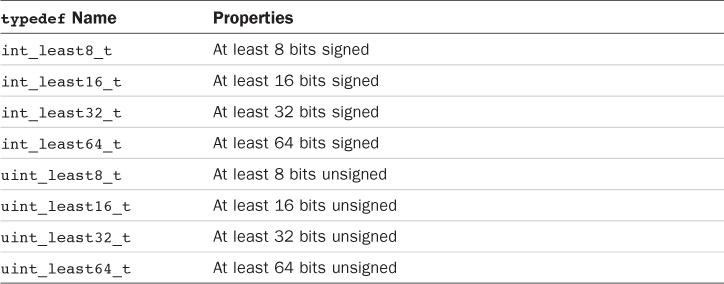 typedef Name Properties
int_least8_t At least 8 bits signed
int_least16_t At least 16 bits signed
int_least32_t At least 32 bits signed
int_least64_t At least 64 bits signed
uint_least8_t At least 8 bits unsigned
uint_least16_t At least 16 bits unsigned
uint_least32_t At least 32 bits unsigned
uint_least64_t At least 64 bits unsigned